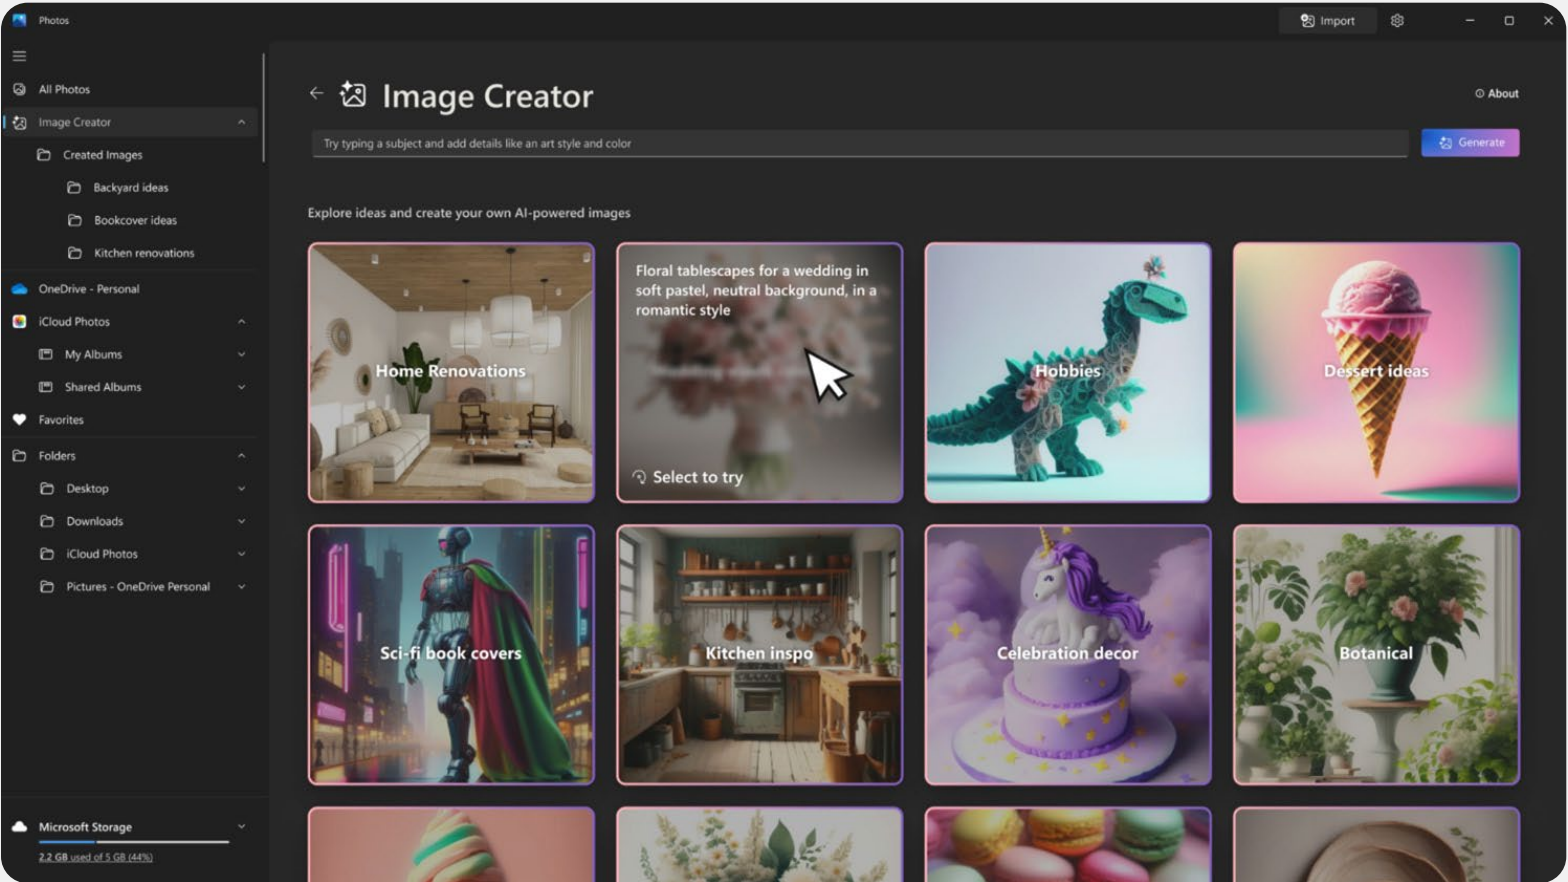 Photos
Import
All Photos
Image Creator
Created Images
Backyard ideas
Bookcover ideas
Kitchen renovations
OneDrive - Personal
iCloud Photos
My Albums
Shared Albums
Favorites
Folders
Desktop
Downloads
iCloud Photos
Pictures - OneDrive Personal
Microsoft Storage
2.2 GB used of 5 GB (44%)
Image Creator
About
Try typing a subject and add details like an art style and color
Generate
Explore ideas and create your own AI-powered images
Home Renovations
Floral tablescapes for a wedding in
soft pastel, neutral background, in a
romantic style
Select to try
Hobbies
Dessert ideas
Sci-fi book covers
Kitchen inspo
Celebration decor
Botanical